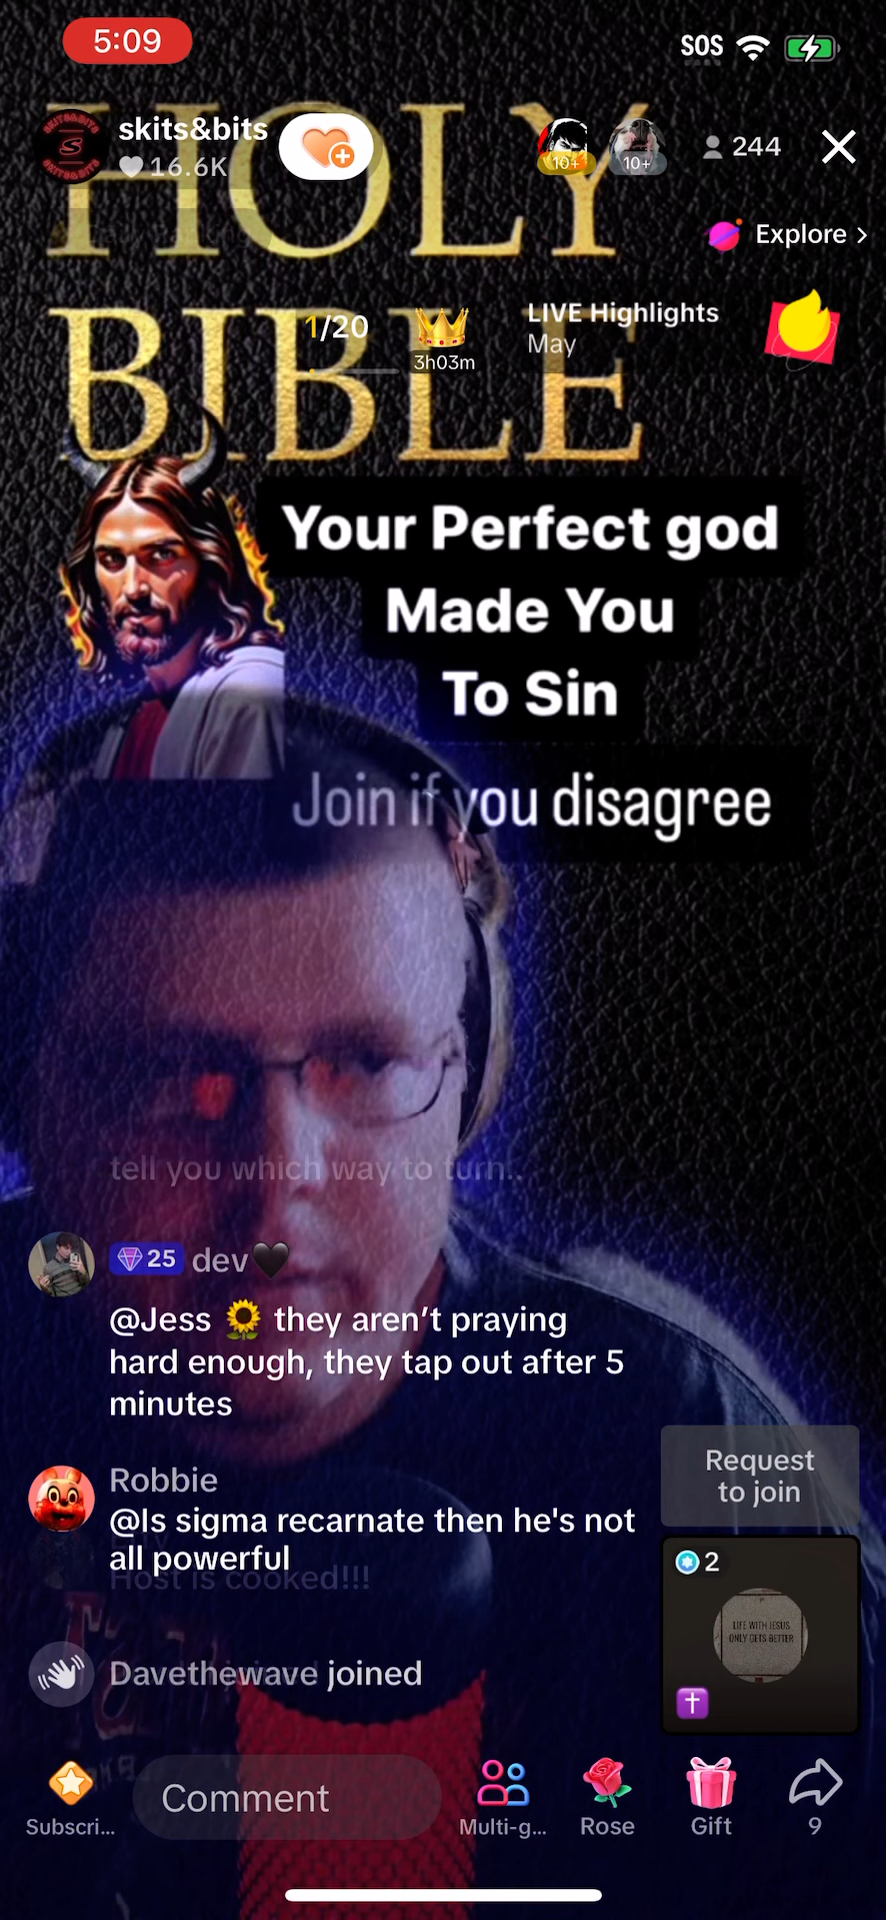 5:09
SOS
HOLY
BIBLE
skits&bits
16.6K
10+
10+
244
Explore >
1/20
3h03m
LIVE Highlights
May
Your Perfect god
Made You
To Sin
Join if you disagree
tell you which way to turn..
25 dev🖤
@Jess 🌻 they aren’t praying
hard enough, they tap out after 5
minutes
Robbie
@Is sigma recarnate then he's not
all powerful
Host is cooked!!!
Davethewave joined
Request
to join
2
LIFE WITH JESUS
ONLY GETS BETTER
Comment
Subscri...
Multi-g...
Rose
Gift
9